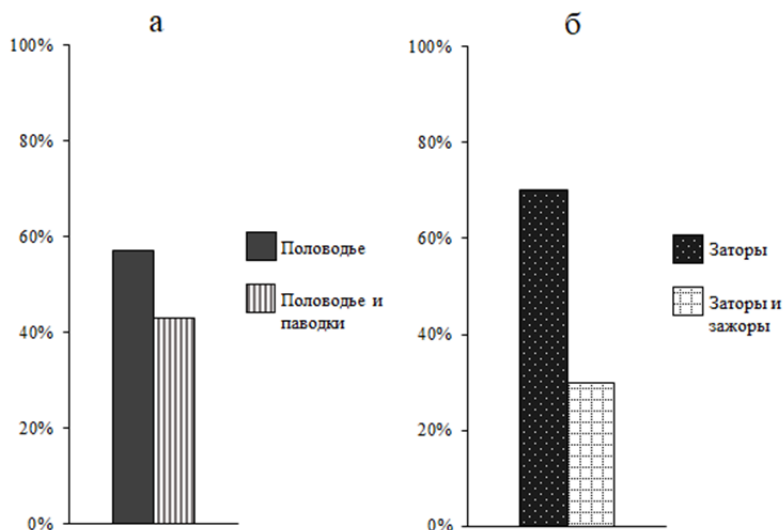 а
100%
80%
60%
40%
20%
0%
Половодье
Половодье и
паводки
б
100%
80%
60%
40%
20%
0%
Заторы
Заторы и
зажоры